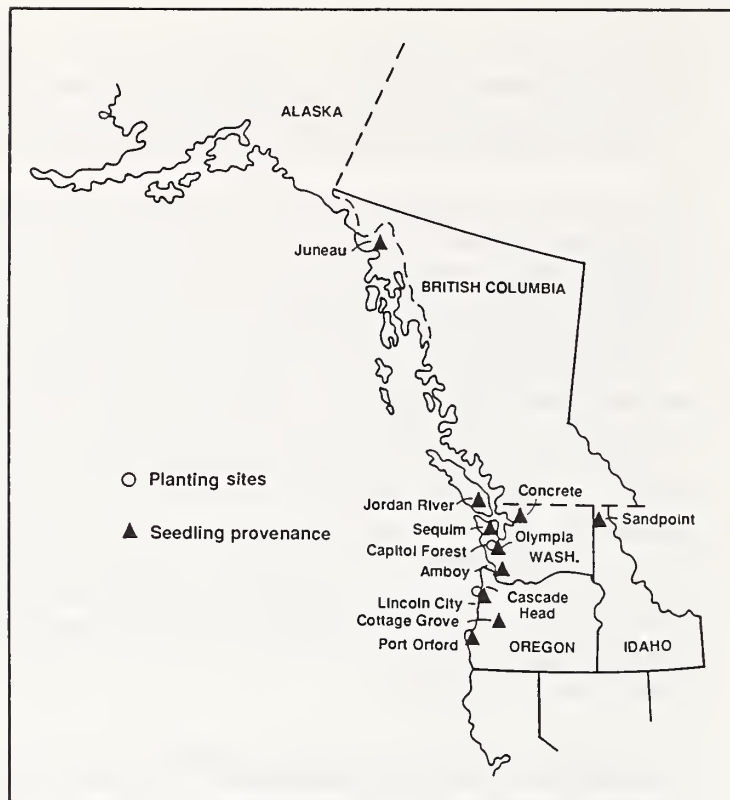 ALASKA
Juneau
BRITISH COLUMBIA
Planting sites
Seedling provenance
Jordan River
Concrete
Sandpoint
Sequim
Olympia
Capitol Forest
WASH.
Amboy
Cascade
Head
Lincoln City
Cottage Grove
Port Orford
OREGON
IDAHO